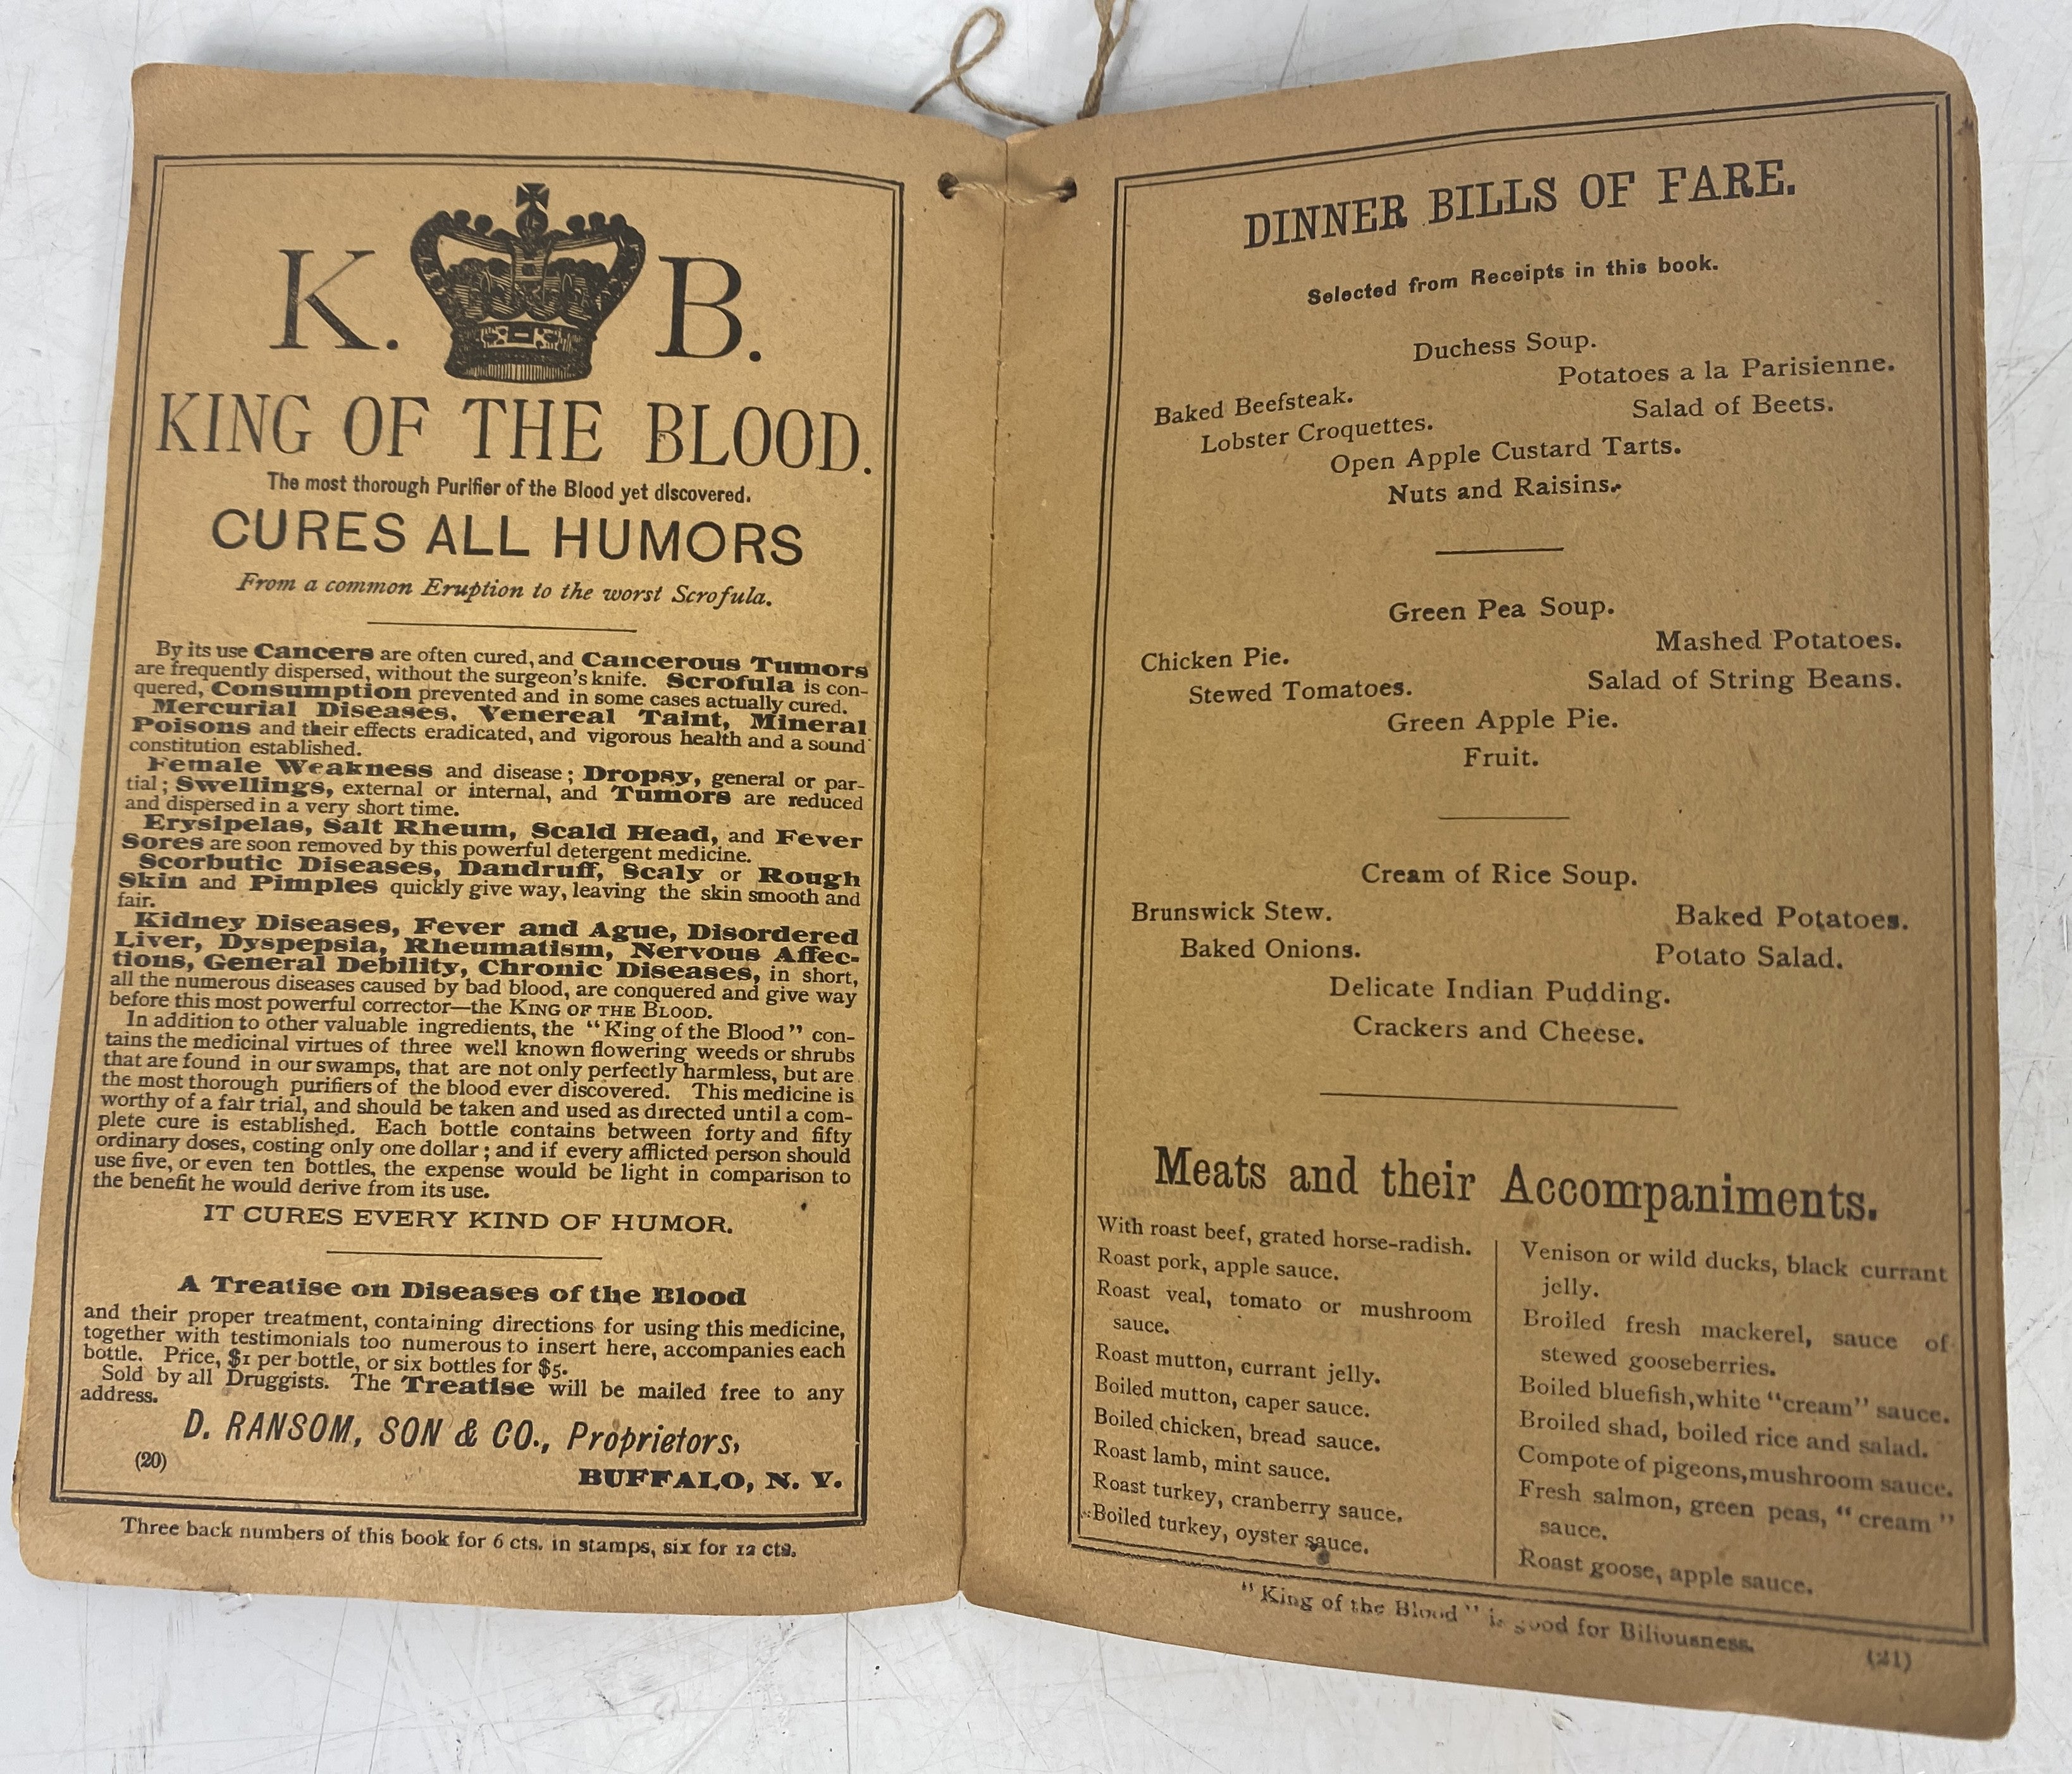 K. B.
KING OF THE BLOOD.
The most thorough Purifier of the Blood yet discovered.
CURES ALL HUMORS
From a common Eruption to the worst Scrofula.
By its use Cancers are often cured, and Cancerous Tumors
are frequently dispersed, without the surgeon's knife. Scrofula is con-
quered, Consumption prevented and in some cases actually cured.
Mercurial Diseases, Venereal Taint, Mineral
Poisons and their effects eradicated, and vigorous health and a sound
constitution established.
Female Weakness and disease; Dropsy, general or par-
tial; Swellings, external or internal, and Tumors are reduced
and dispersed in a very short time.
Erysipelas, Salt Rheum, Scald Head, and Fever
Sores are soon removed by this powerful detergent medicine.
Scorbutic Diseases, Dandruff, Scaly or Rough
Skin and Pimples quickly give way, leaving the skin smooth and
fair.
Kidney Diseases, Fever and Ague, Disordered
Liver, Dyspepsia, Rheumatism, Nervous Affec-
tions, General Debility, Chronic Diseases, in short,
all the numerous diseases caused by bad blood, are conquered and give way
before this most powerful corrector—the KING OF THE BLOOD.
In addition to other valuable ingredients, the "King of the Blood" con-
tains the medicinal virtues of three well known flowering weeds or shrubs
that are found in our swamps, that are not only perfectly harmless, but are
the most thorough purifiers of the blood ever discovered. This medicine is
worthy of a fair trial, and should be taken and used as directed until a com-
plete cure is established. Each bottle contains between forty and fifty
ordinary doses, costing only one dollar; and if every afflicted person should
use five, or even ten bottles, the expense would be light in comparison to
the benefit he would derive from its use.
IT CURES EVERY KIND OF HUMOR.
A Treatise on Diseases of the Blood
and their proper treatment, containing directions for using this medicine,
together with testimonials too numerous to insert here, accompanies each
bottle. Price, $1 per bottle, or six bottles for $5.
Sold by all Druggists. The Treatise will be mailed free to any
address.
D. RANSOM, SON & CO., Proprietors,
(20)
BUFFALO, N. Y.
Three back numbers of this book for 6 cts. in stamps, six for 12 cts.
DINNER BILLS OF FARE.
Selected from Receipts in this book.
Duchess Soup.
Potatoes a la Parisienne.
Baked Beefsteak.
Salad of Beets.
Lobster Croquettes.
Open Apple Custard Tarts.
Nuts and Raisins.
Green Pea Soup.
Mashed Potatoes.
Chicken Pie.
Salad of String Beans.
Stewed Tomatoes.
Green Apple Pie.
Fruit.
Cream of Rice Soup.
Brunswick Stew.
Baked Potatoes.
Baked Onions.
Potato Salad.
Delicate Indian Pudding.
Crackers and Cheese.
Meats and their Accompaniments.
With roast beef, grated horse-radish.
Roast pork, apple sauce.
Roast veal, tomato or mushroom
sauce.
Roast mutton, currant jelly.
Boiled mutton, caper sauce.
Boiled chicken, bread sauce.
Roast lamb, mint sauce.
Roast turkey, cranberry sauce.
Boiled turkey, oyster sauce.
Venison or wild ducks, black currant
jelly.
Broiled fresh mackerel, sauce of
stewed gooseberries.
Boiled bluefish, white "cream" sauce.
Broiled shad, boiled rice and salad.
Compote of pigeons, mushroom sauce.
Fresh salmon, green peas, "cream"
sauce.
Roast goose, apple sauce.
"King of the Blood" is good for Biliousness.
(21)